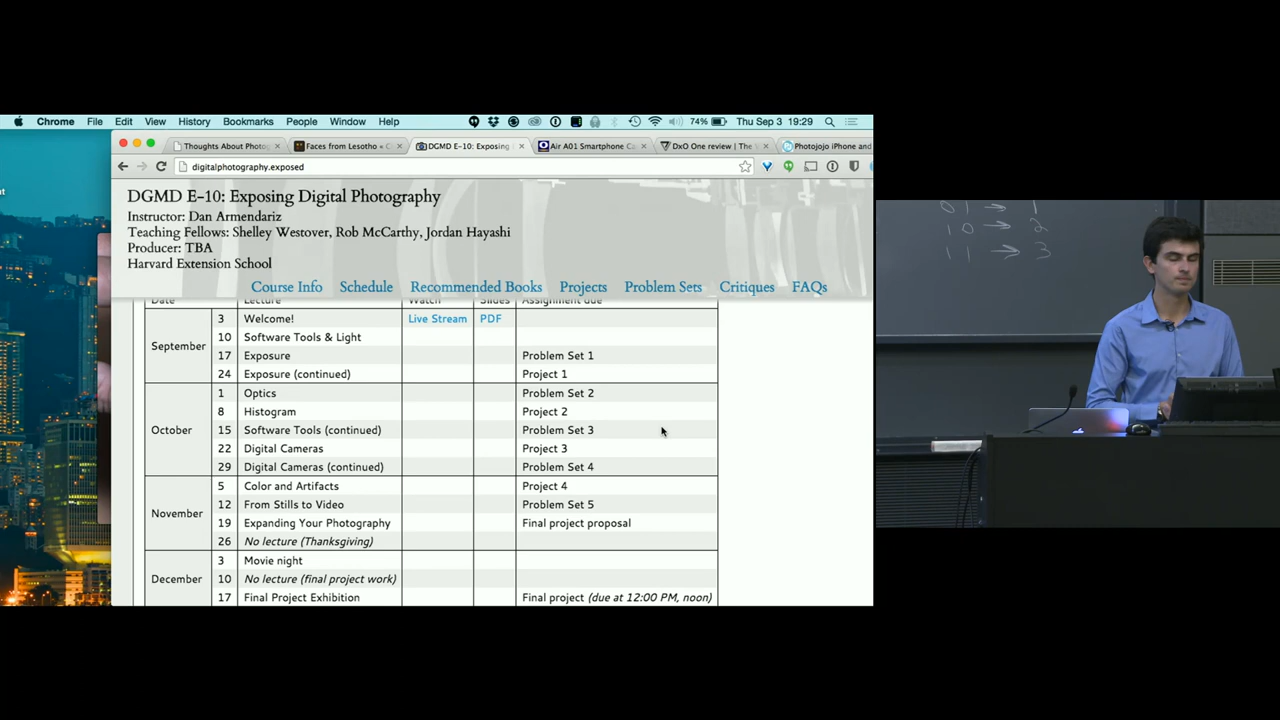 Chrome File Edit View History Bookmarks People Window Help 74% Thu Sep 3 19:29
Thoughts About Photog Faces from Lesotho « C DGMD E-10: Exposing Air A01 Smartphone Ca DxO One review | The Photojojo iPhone and
digitalphotography.exposed
DGMD E-10: Exposing Digital Photography
Instructor: Dan Armendariz
Teaching Fellows: Shelley Westover, Rob McCarthy, Jordan Hayashi
Producer: TBA
Harvard Extension School
Course Info Schedule Recommended Books Projects Problem Sets Critiques FAQs
Date Lecture Watch Slides Assignment due
September 3 Welcome! Live Stream PDF
10 Software Tools & Light
17 Exposure Problem Set 1
24 Exposure (continued) Project 1
October 1 Optics Problem Set 2
8 Histogram Project 2
15 Software Tools (continued) Problem Set 3
22 Digital Cameras Project 3
29 Digital Cameras (continued) Problem Set 4
November 5 Color and Artifacts Project 4
12 From Stills to Video Problem Set 5
19 Expanding Your Photography Final project proposal
26 No lecture (Thanksgiving)
December 3 Movie night
10 No lecture (final project work)
17 Final Project Exhibition Final project (due at 12:00 PM, noon)
01 → 1
10 → 2
11 → 3